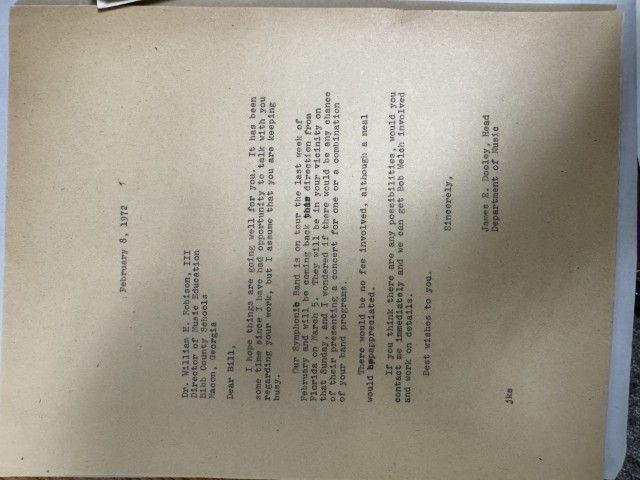 February 8, 1972
Dr. William H. Robison, III
Director of Music Education
Bibb County Schools
Macon, Georgia
Dear Bill,
I hope things are going well for you. It has been
some time since I have had opportunity to talk with you
regarding your work, but I assume that you are keeping
busy.
Our Symphonic Band is on tour the last week of
February and will be coming back this direction from
Florida on March 5. They will be in your vicinity on
that Sunday, and I wondered if there would be any chance
of their presenting a concert for one or a combination
of your band programs.
There would be no fee involved, although a meal
would appreciated.
If you think there are any possibilities, would you
contact me immediately and we can get Bob Welch involved
and work on details.
Best wishes to you.
Sincerely,
James E. Dooley, Head
Department of Music
jks